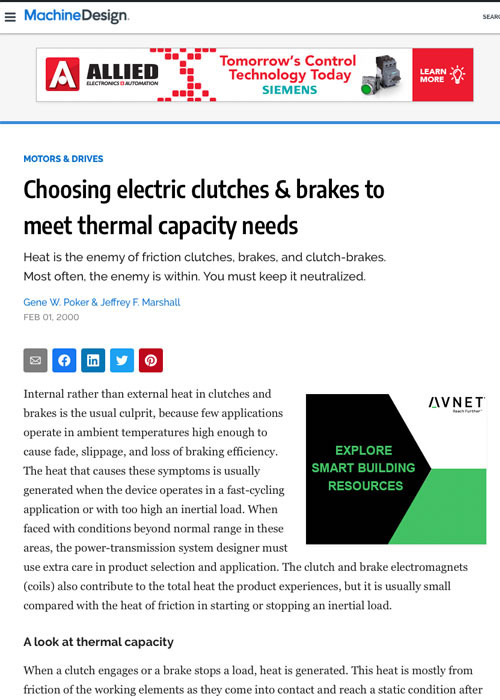 MachineDesign.
SEARC
ALLIED
ELECTRONICS & AUTOMATION
Tomorrow's Control
Technology Today
SIEMENS
LEARN
MORE
MOTORS & DRIVES
Choosing electric clutches & brakes to
meet thermal capacity needs
Heat is the enemy of friction clutches, brakes, and clutch-brakes.
Most often, the enemy is within. You must keep it neutralized.
Gene W. Poker & Jeffrey F. Marshall
FEB 01, 2000
Internal rather than external heat in clutches and
brakes is the usual culprit, because few applications
operate in ambient temperatures high enough to
cause fade, slippage, and loss of braking efficiency.
The heat that causes these symptoms is usually
generated when the device operates in a fast-cycling
application or with too high an inertial load. When
faced with conditions beyond normal range in these
areas, the power-transmission system designer must
AVNET
Reach Further
EXPLORE
SMART BUILDING
RESOURCES
use extra care in product selection and application. The clutch and brake electromagnets
(coils) also contribute to the total heat the product experiences, but it is usually small
compared with the heat of friction in starting or stopping an inertial load.
A look at thermal capacity
When a clutch engages or a brake stops a load, heat is generated. This heat is mostly from
friction of the working elements as they come into contact and reach a static condition after